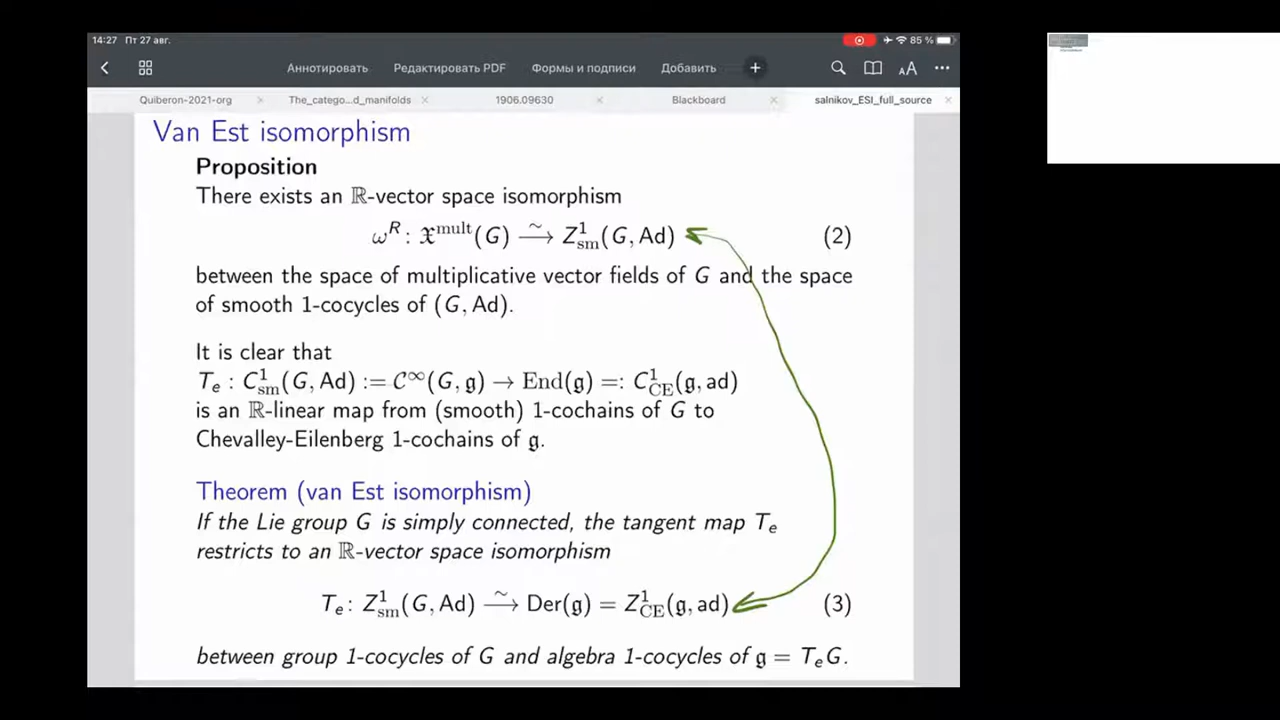 14:27 Пт 27 авг. 85 %
Аннотировать Редактировать PDF Формы и подписи Добавить + AA
Quiberon-2021-org The_catego...d_manifolds 1906.09630 Blackboard salnikov_ESI_full_source
Van Est isomorphism
Proposition
There exists an ℝ-vector space isomorphism
ω^R : 𝔛^mult(G) ⟶~ Z^1_sm(G, Ad) (2)
between the space of multiplicative vector fields of G and the space
of smooth 1-cocycles of (G, Ad).
It is clear that
T_e : C^1_sm(G, Ad) := 𝒞^∞(G, 𝔤) → End(𝔤) =: C^1_CE(𝔤, ad)
is an ℝ-linear map from (smooth) 1-cochains of G to
Chevalley-Eilenberg 1-cochains of 𝔤.
Theorem (van Est isomorphism)
If the Lie group G is simply connected, the tangent map T_e
restricts to an ℝ-vector space isomorphism
T_e : Z^1_sm(G, Ad) ⟶~ Der(𝔤) = Z^1_CE(𝔤, ad) (3)
between group 1-cocycles of G and algebra 1-cocycles of 𝔤 = T_eG.